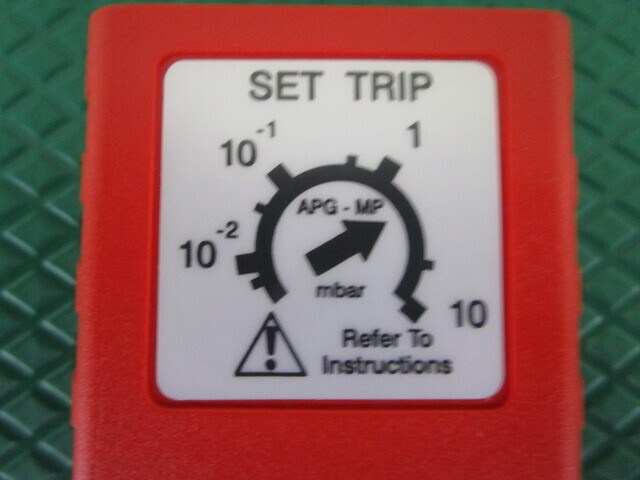 SET TRIP
10⁻¹
1
APG - MP
10⁻²
mbar
10
Refer To
Instructions